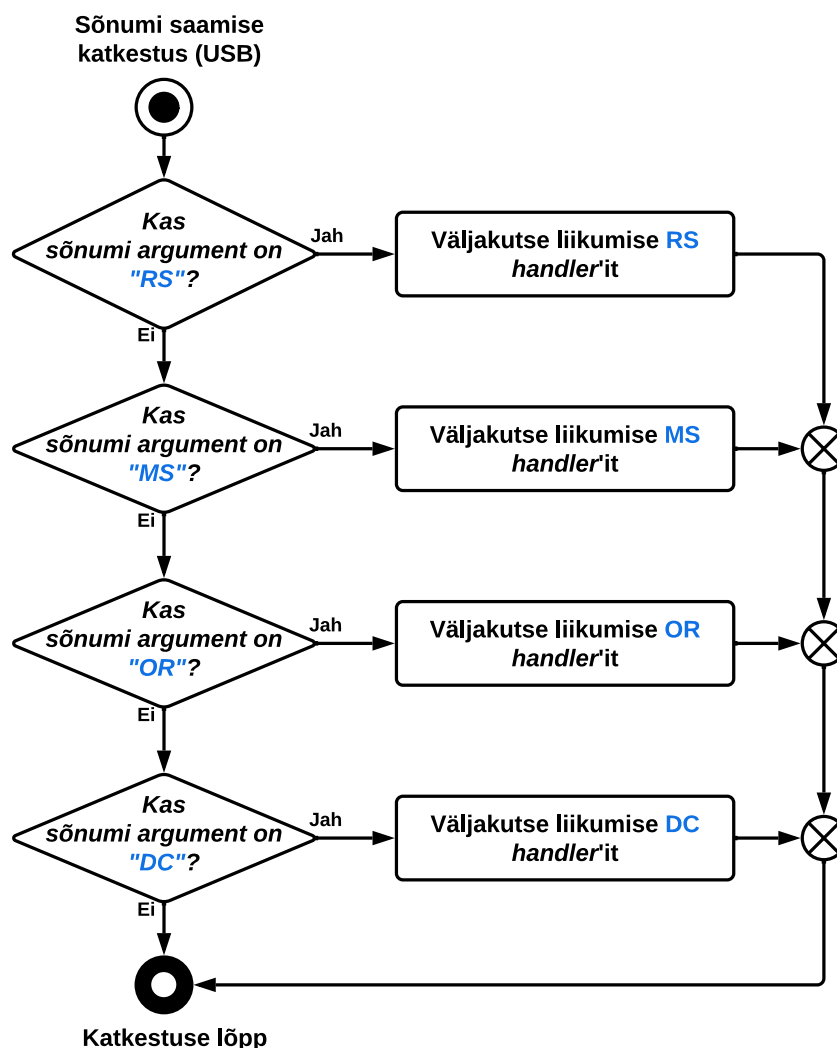 Sõnumi saamise
katkestus (USB)
Kas
sõnumi argument on
"RS"?
Jah
Väljakutse liikumise RS
handler'it
Ei
Kas
sõnumi argument on
"MS"?
Jah
Väljakutse liikumise MS
handler'it
Ei
Kas
sõnumi argument on
"OR"?
Jah
Väljakutse liikumise OR
handler'it
Ei
Kas
sõnumi argument on
"DC"?
Jah
Väljakutse liikumise DC
handler'it
Ei
Katkestuse lõpp